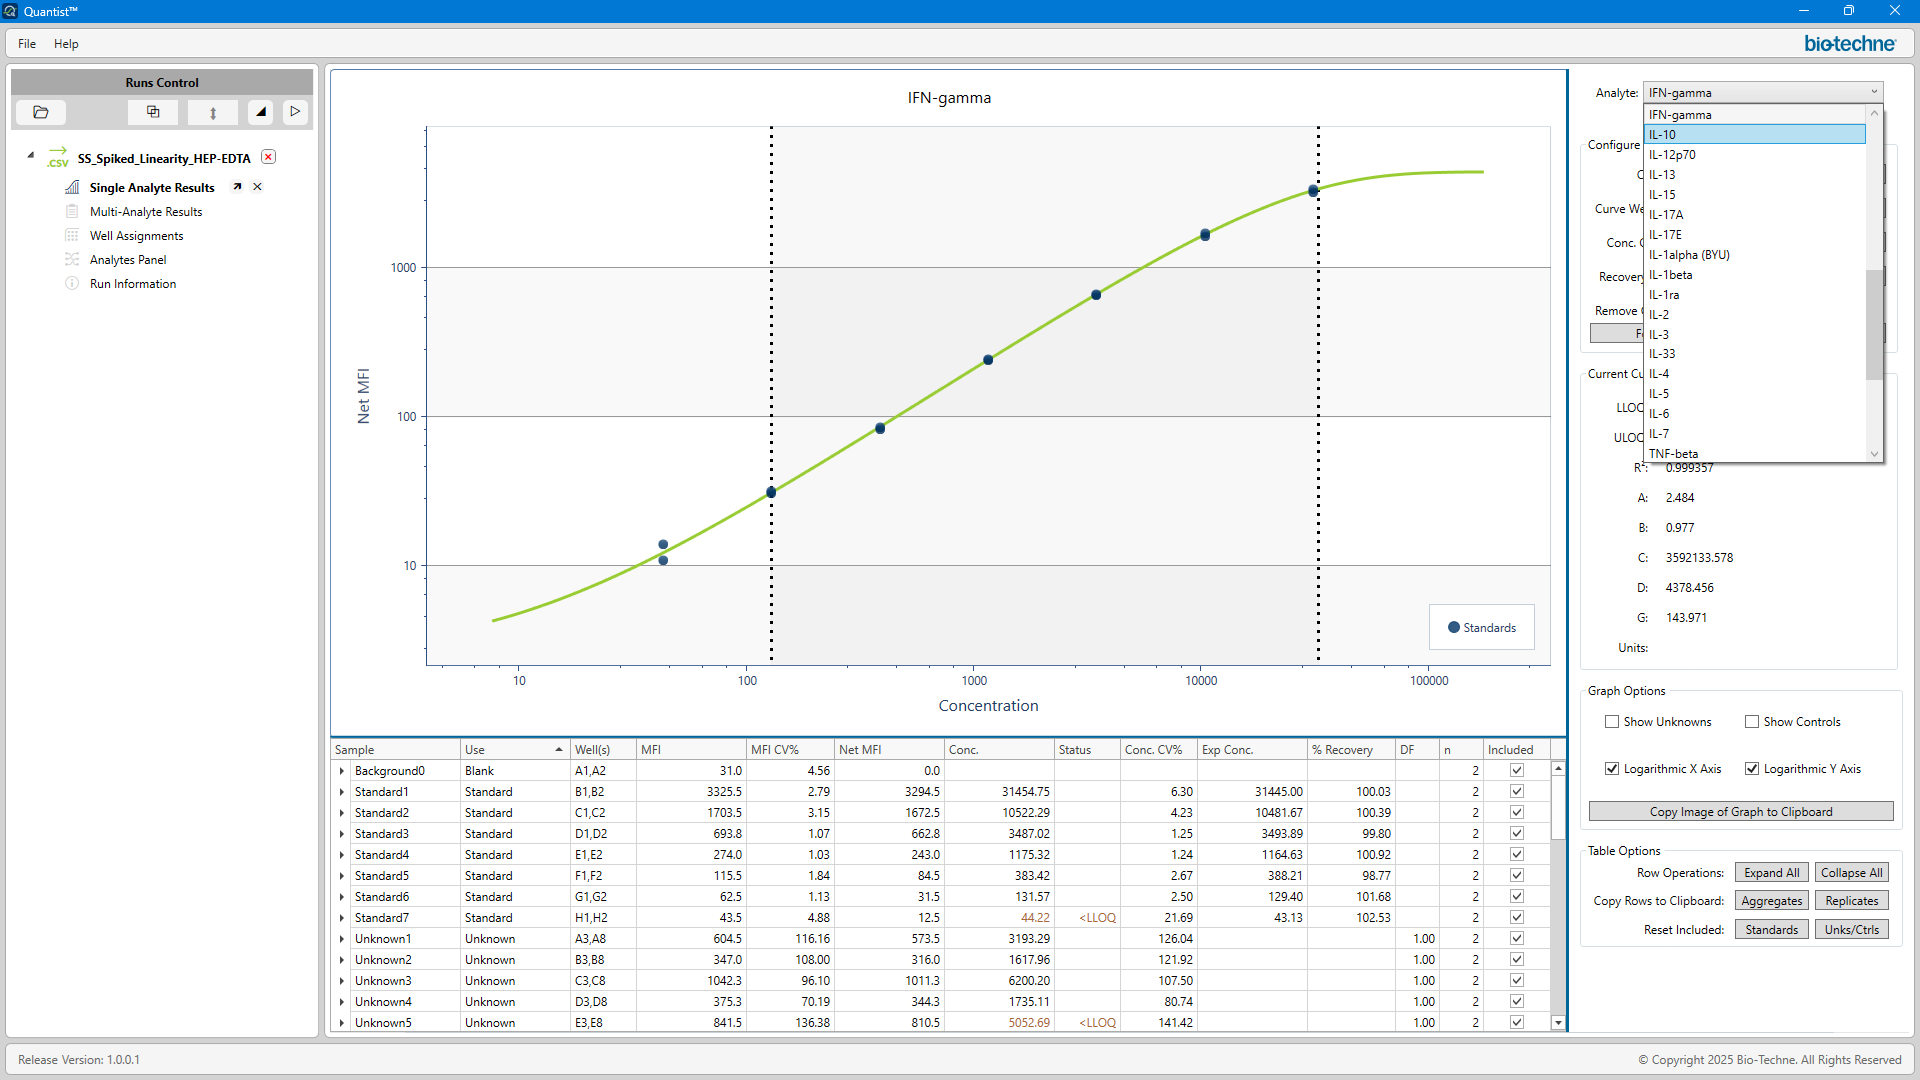 Quantist™
File Help
bio-techne
Runs Control
.CSV SS_Spiked_Linearity_HEP-EDTA
Single Analyte Results
Multi-Analyte Results
Well Assignments
Analytes Panel
Run Information
IFN-gamma
Net MFI
1000
100
10
Standards
10 100 1000 10000 100000
Concentration
Sample Use Well(s) MFI MFI CV% Net MFI Conc. Status Conc. CV% Exp Conc. % Recovery DF n Included
Background0 Blank A1,A2 31.0 4.56 0.0 2
Standard1 Standard B1,B2 3325.5 2.79 3294.5 31454.75 6.30 31445.00 100.03 2
Standard2 Standard C1,C2 1703.5 3.15 1672.5 10522.29 4.23 10481.67 100.39 2
Standard3 Standard D1,D2 693.8 1.07 662.8 3487.02 1.25 3493.89 99.80 2
Standard4 Standard E1,E2 274.0 1.03 243.0 1175.32 1.24 1164.63 100.92 2
Standard5 Standard F1,F2 115.5 1.84 84.5 383.42 2.67 388.21 98.77 2
Standard6 Standard G1,G2 62.5 1.13 31.5 131.57 2.50 129.40 101.68 2
Standard7 Standard H1,H2 43.5 4.88 12.5 44.22 <LLOQ 21.69 43.13 102.53 2
Unknown1 Unknown A3,A8 604.5 116.16 573.5 3193.29 126.04 1.00 2
Unknown2 Unknown B3,B8 347.0 108.00 316.0 1617.96 121.92 1.00 2
Unknown3 Unknown C3,C8 1042.3 96.10 1011.3 6200.20 107.50 1.00 2
Unknown4 Unknown D3,D8 375.3 70.19 344.3 1735.11 80.74 1.00 2
Unknown5 Unknown E3,E8 841.5 136.38 810.5 5052.69 <LLOQ 141.42 1.00 2
Analyte: IFN-gamma
IFN-gamma
IL-10
IL-12p70
IL-13
IL-15
IL-17A
IL-17E
IL-1alpha (BYU)
IL-1beta
IL-1ra
IL-2
IL-3
IL-33
IL-4
IL-5
IL-6
IL-7
TNF-beta
Configure
Curve We
Conc.
Recovery
Remove
Current Cu
LLOQ
ULOQ
R²: 0.999357
A: 2.484
B: 0.977
C: 3592133.578
D: 4378.456
G: 143.971
Units:
Graph Options
Show Unknowns Show Controls
Logarithmic X Axis Logarithmic Y Axis
Copy Image of Graph to Clipboard
Table Options
Row Operations: Expand All Collapse All
Copy Rows to Clipboard: Aggregates Replicates
Reset Included: Standards Unks/Ctrls
Release Version: 1.0.0.1
© Copyright 2025 Bio-Techne. All Rights Reserved